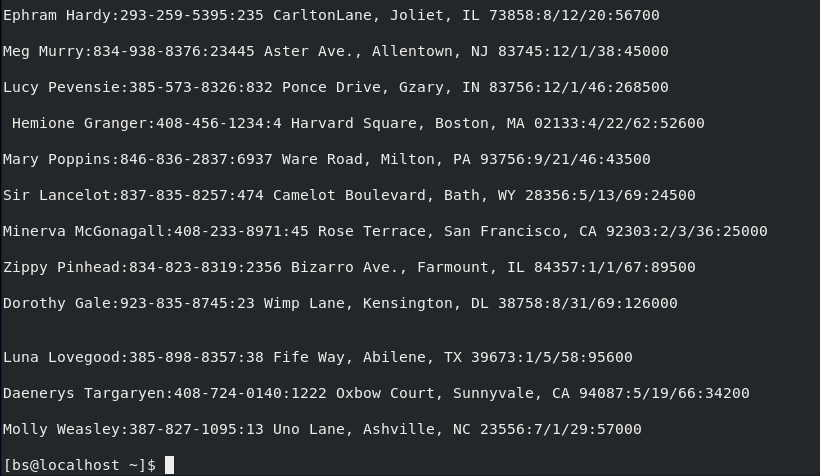 Ephram Hardy:293-259-5395:235 CarltonLane, Joliet, IL 73858:8/12/20:56700
Meg Murry:834-938-8376:23445 Aster Ave., Allentown, NJ 83745:12/1/38:45000
Lucy Pevensie:385-573-8326:832 Ponce Drive, Gzary, IN 83756:12/1/46:268500
Hemione Granger:408-456-1234:4 Harvard Square, Boston, MA 02133:4/22/62:52600
Mary Poppins:846-836-2837:6937 Ware Road, Milton, PA 93756:9/21/46:43500
Sir Lancelot:837-835-8257:474 Camelot Boulevard, Bath, WY 28356:5/13/69:24500
Minerva McGonagall:408-233-8971:45 Rose Terrace, San Francisco, CA 92303:2/3/36:25000
Zippy Pinhead:834-823-8319:2356 Bizarro Ave., Farmount, IL 84357:1/1/67:89500
Dorothy Gale:923-835-8745:23 Wimp Lane, Kensington, DL 38758:8/31/69:126000
Luna Lovegood:385-898-8357:38 Fife Way, Abilene, TX 39673:1/5/58:95600
Daenerys Targaryen:408-724-0140:1222 Oxbow Court, Sunnyvale, CA 94087:5/19/66:34200
Molly Weasley:387-827-1095:13 Uno Lane, Ashville, NC 23556:7/1/29:57000
[bs@localhost ~]$